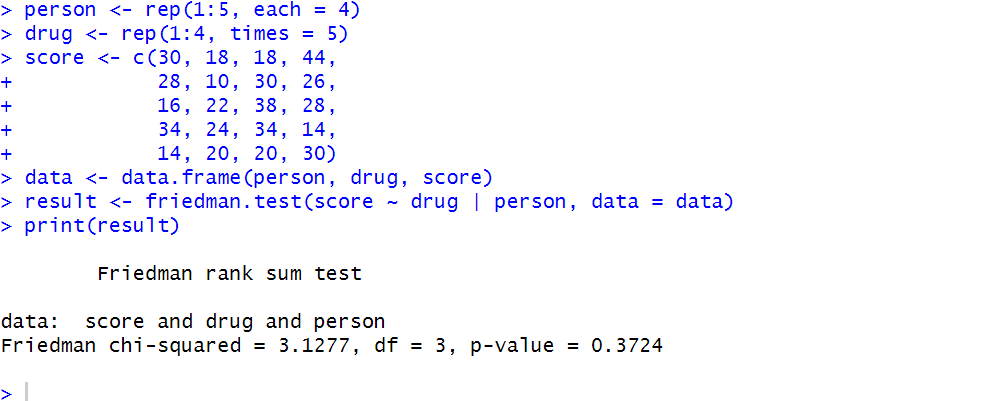 > person <- rep(1:5, each = 4)
> drug <- rep(1:4, times = 5)
> score <- c(30, 18, 18, 44,
+            28, 10, 30, 26,
+            16, 22, 38, 28,
+            34, 24, 34, 14,
+            14, 20, 20, 30)
> data <- data.frame(person, drug, score)
> result <- friedman.test(score ~ drug | person, data = data)
> print(result)
        Friedman rank sum test
data:  score and drug and person
Friedman chi-squared = 3.1277, df = 3, p-value = 0.3724
>